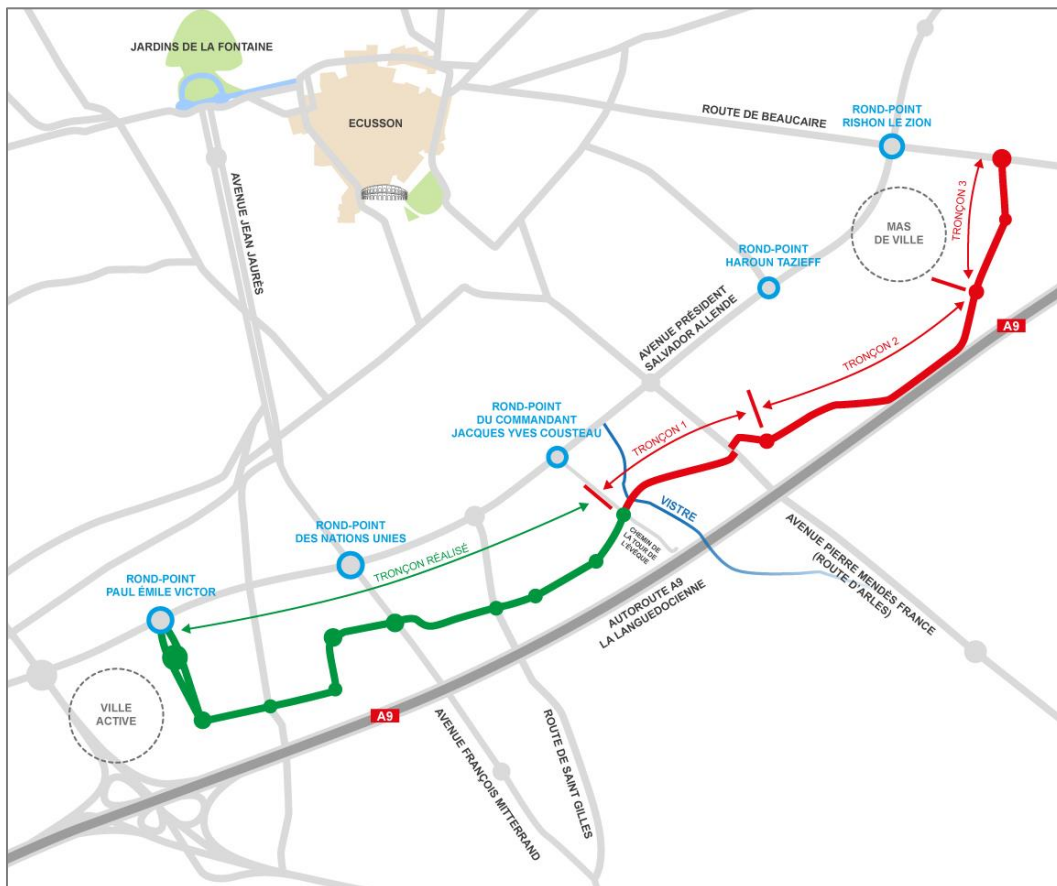 JARDINS DE LA FONTAINE
ECUSSON
ROUTE DE BEAUCAIRE
ROND-POINT
RISHON LE ZION
TRONÇON 3
MAS
DE VILLE
AVENUE JEAN JAURÈS
ROND-POINT
HAROUN TAZIEFF
AVENUE PRÉSIDENT
SALVADOR ALLENDE
A9
TRONÇON 2
ROND-POINT
DU COMMANDANT
JACQUES YVES COUSTEAU
TRONÇON 1
VISTRE
CHEMIN DE
LA TOUR DE
L'ÉVÊQUE
ROND-POINT
DES NATIONS UNIES
TRONÇON RÉALISÉ
AVENUE PIERRE MENDÈS FRANCE
(ROUTE D'ARLES)
ROND-POINT
PAUL ÉMILE VICTOR
AUTOROUTE A9
LA LANGUEDOCIENNE
VILLE
ACTIVE
A9
AVENUE FRANÇOIS MITTERRAND
ROUTE DE SAINT GILLES